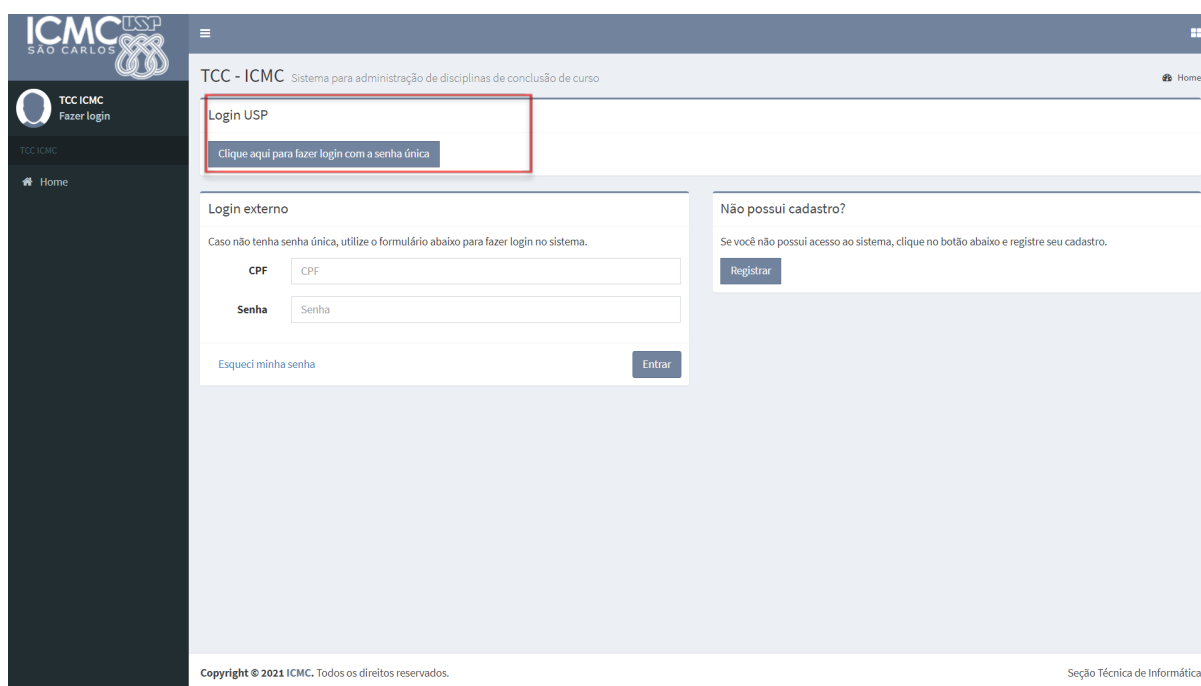 ICMC USP
SÃO CARLOS
TCC - ICMC Sistema para administração de disciplinas de conclusão de curso
Home
TCC ICMC
Fazer login
TCC ICMC
Home
Login USP
Clique aqui para fazer login com a senha única
Login externo
Caso não tenha senha única, utilize o formulário abaixo para fazer login no sistema.
CPF CPF
Senha Senha
Esqueci minha senha Entrar
Não possui cadastro?
Se você não possui acesso ao sistema, clique no botão abaixo e registre seu cadastro.
Registrar
Copyright © 2021 ICMC. Todos os direitos reservados.
Seção Técnica de Informática